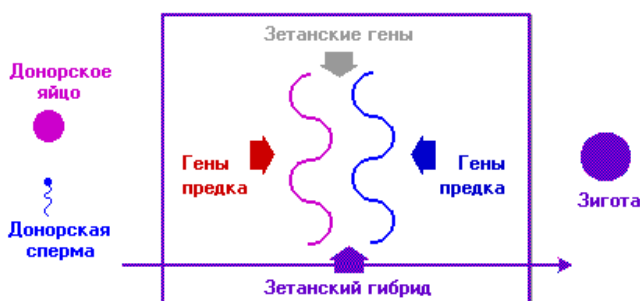 Зетанские гены
Донорское
яйцо
Гены
предка
Гены
предка
Донорская
сперма
Зигота
Зетанский гибрид